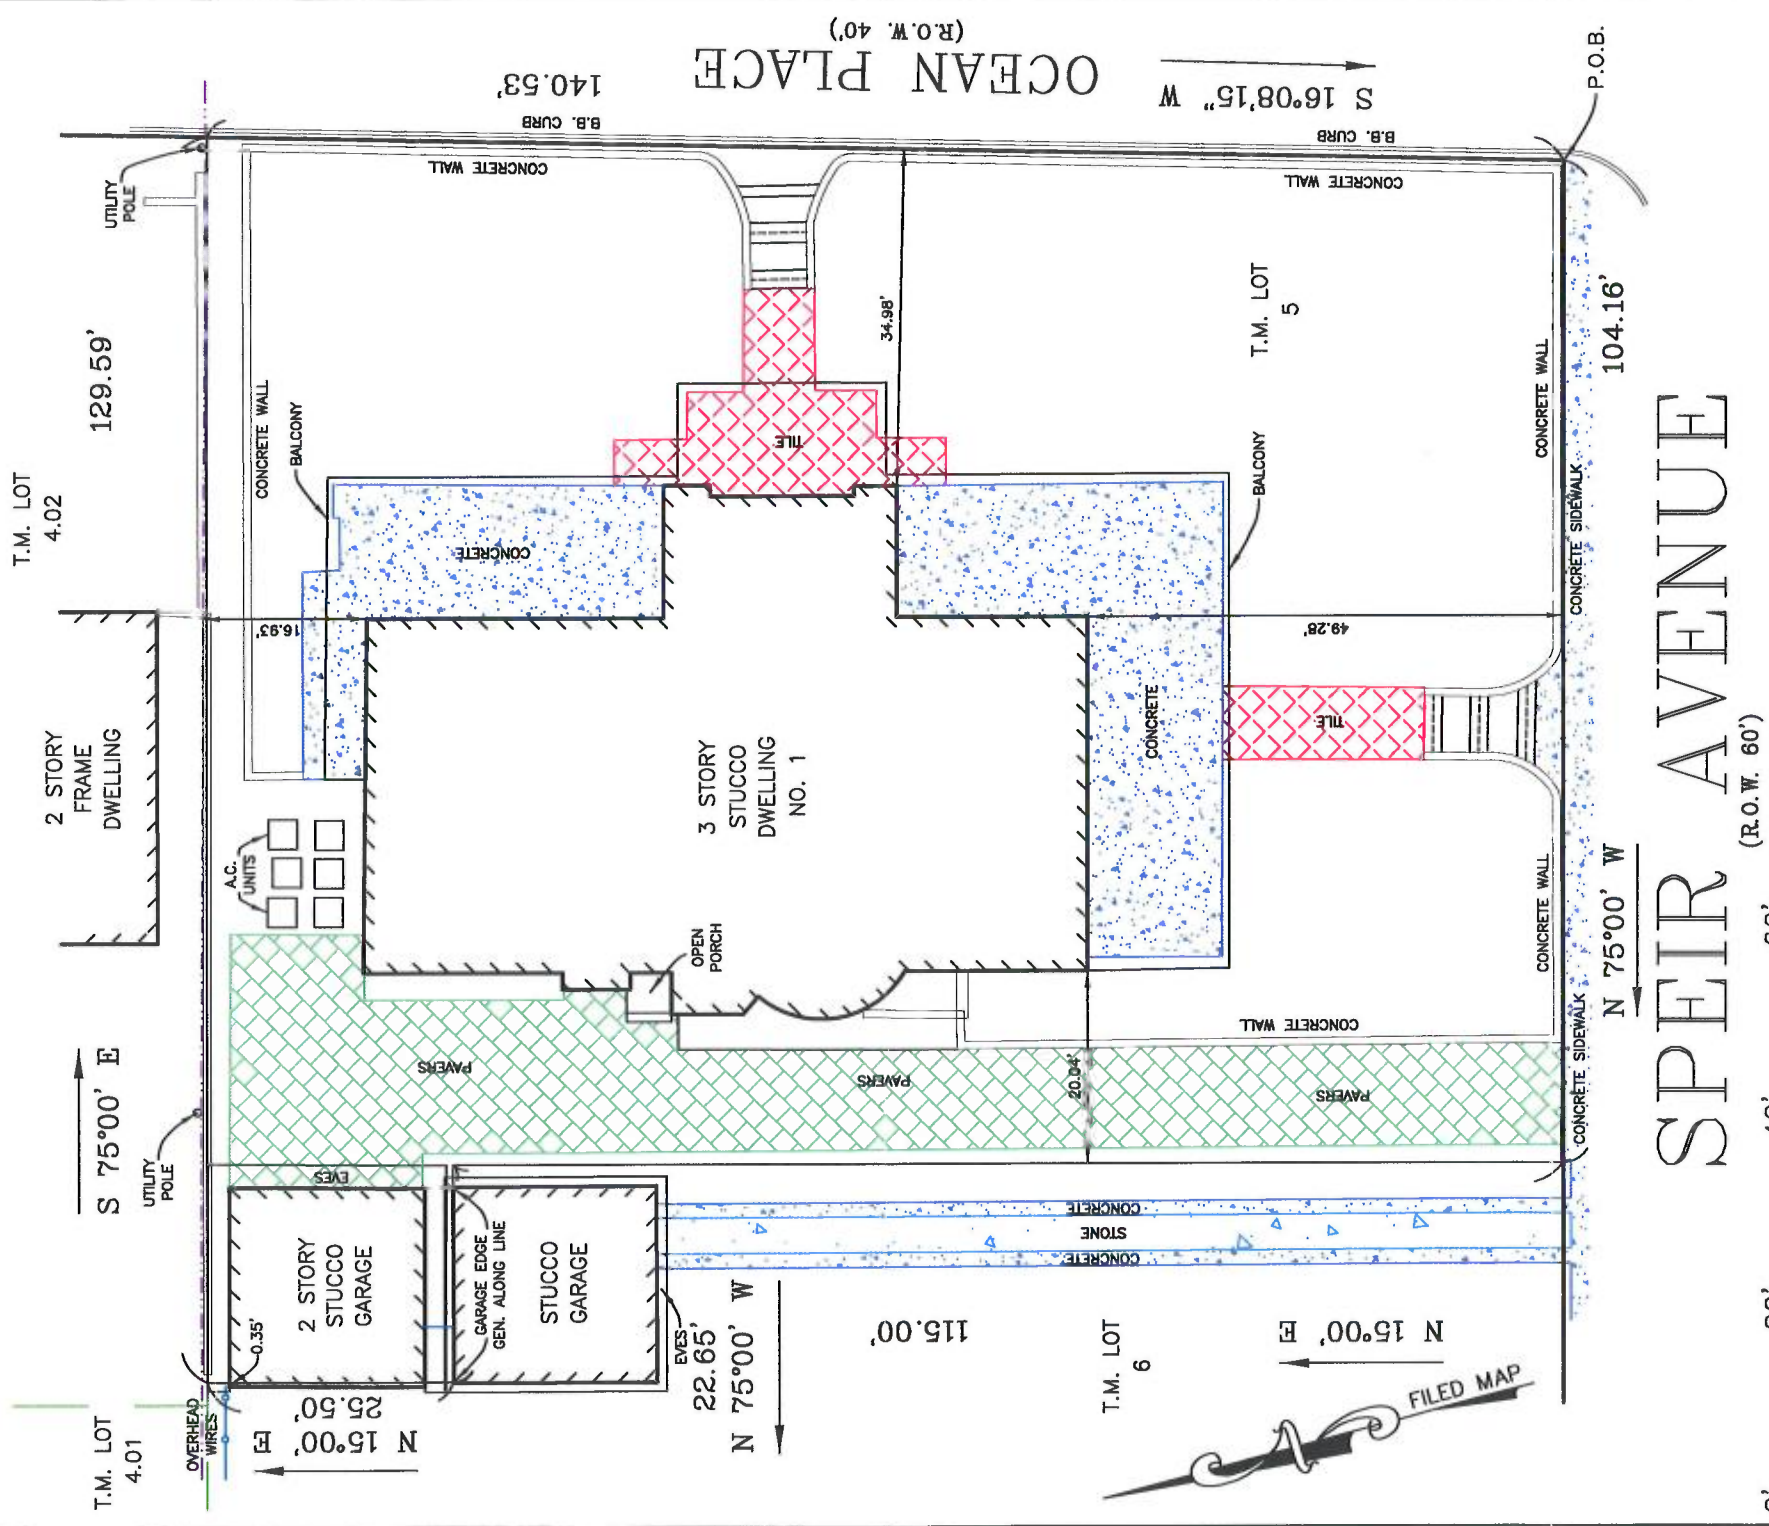 (R.O.W. 40')
OCEAN PLACE
140.53'
S 16°08'15" W
P.O.B.
B.B. CURB
B.B. CURB
CONCRETE WALL
CONCRETE WALL
UTILITY
POLE
129.59'
T.M. LOT
4.02
CONCRETE WALL
BALCONY
34.98'
T.M. LOT
5
TILE
CONCRETE
BALCONY
CONCRETE WALL
104.16'
CONCRETE SIDEWALK
2 STORY
FRAME
DWELLING
16.93'
49.28'
3 STORY
STUCCO
DWELLING
NO. 1
CONCRETE
TILE
A.C.
UNITS
OPEN
PORCH
CONCRETE WALL
N 75°00' W
SPEIR AVENUE
(R.O.W. 60')
S 75°00' E
PAVERS
PAVERS
PAVERS
CONCRETE WALL
20.04'
CONCRETE SIDEWALK
UTILITY
POLE
EVES
2 STORY
STUCCO
GARAGE
0.35'
GARAGE EDGE
GEN. ALONG LINE
STUCCO
GARAGE
EVES
CONCRETE
STONE
CONCRETE
22.65'
N 75°00' W
115.00'
N 15°00' E
T.M. LOT
6
25.50'
N 15°00' E
OVERHEAD
WIRES
T.M. LOT
4.01
FILED MAP